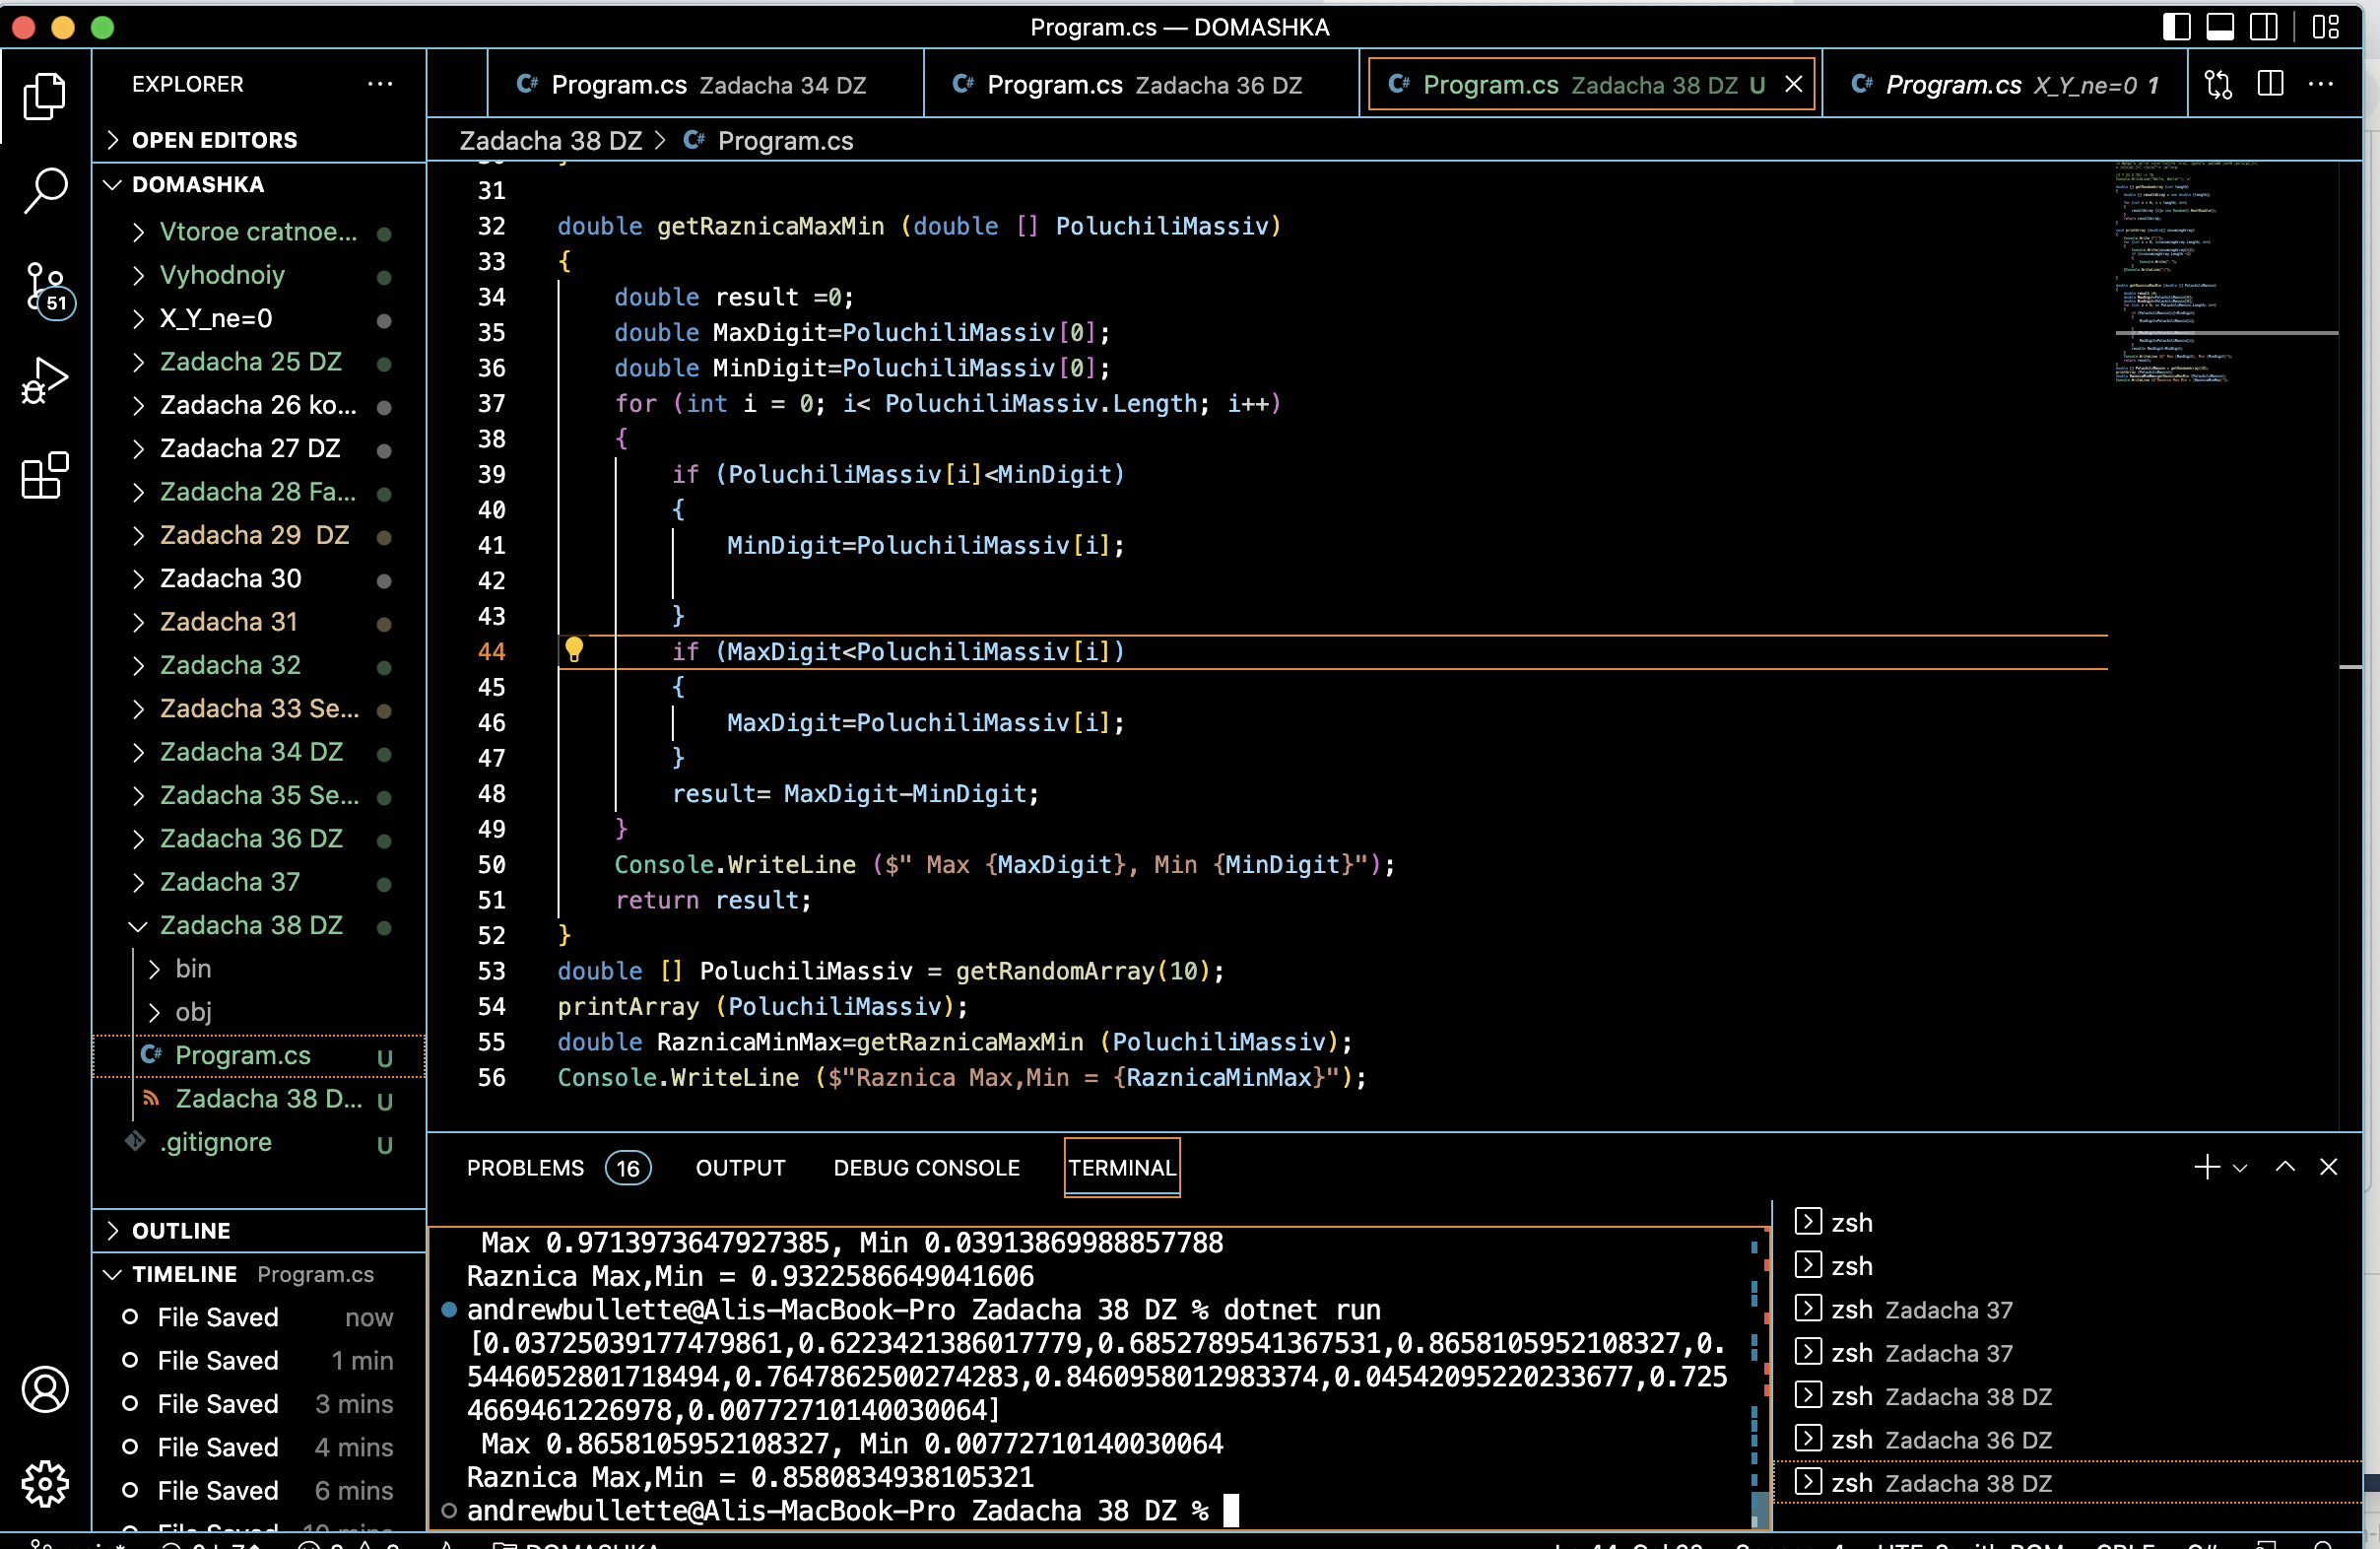 Program.cs — DOMASHKA
EXPLORER
Program.cs Zadacha 34 DZ
Program.cs Zadacha 36 DZ
Program.cs Zadacha 38 DZ U
Program.cs X_Y_ne=0 1
OPEN EDITORS
DOMASHKA
Vtoroe cratnoe...
Vyhodnoiy
X_Y_ne=0
Zadacha 25 DZ
Zadacha 26 ko...
Zadacha 27 DZ
Zadacha 28 Fa...
Zadacha 29  DZ
Zadacha 30
Zadacha 31
Zadacha 32
Zadacha 33 Se...
Zadacha 34 DZ
Zadacha 35 Se...
Zadacha 36 DZ
Zadacha 37
Zadacha 38 DZ
bin
obj
Program.cs U
Zadacha 38 D... U
.gitignore U
OUTLINE
TIMELINE Program.cs
File Saved now
File Saved 1 min
File Saved 3 mins
File Saved 4 mins
File Saved 6 mins
51
Zadacha 38 DZ > Program.cs
31
32 double getRaznicaMaxMin (double [] PoluchiliMassiv)
33 {
34 double result =0;
35 double MaxDigit=PoluchiliMassiv[0];
36 double MinDigit=PoluchiliMassiv[0];
37 for (int i = 0; i< PoluchiliMassiv.Length; i++)
38 {
39 if (PoluchiliMassiv[i]<MinDigit)
40 {
41 MinDigit=PoluchiliMassiv[i];
42
43 }
44 if (MaxDigit<PoluchiliMassiv[i])
45 {
46 MaxDigit=PoluchiliMassiv[i];
47 }
48 result= MaxDigit-MinDigit;
49 }
50 Console.WriteLine ($" Max {MaxDigit}, Min {MinDigit}");
51 return result;
52 }
53 double [] PoluchiliMassiv = getRandomArray(10);
54 printArray (PoluchiliMassiv);
55 double RaznicaMinMax=getRaznicaMaxMin (PoluchiliMassiv);
56 Console.WriteLine ($"Raznica Max,Min = {RaznicaMinMax}");
PROBLEMS 16 OUTPUT DEBUG CONSOLE TERMINAL
Max 0.9713973647927385, Min 0.03913869988857788
Raznica Max,Min = 0.9322586649041606
andrewbullette@Alis-MacBook-Pro Zadacha 38 DZ % dotnet run
[0.03725039177479861,0.6223421386017779,0.6852789541367531,0.8658105952108327,0.
5446052801718494,0.7647862500274283,0.8460958012983374,0.04542095220233677,0.725
4669461226978,0.00772710140030064]
Max 0.8658105952108327, Min 0.00772710140030064
Raznica Max,Min = 0.8580834938105321
andrewbullette@Alis-MacBook-Pro Zadacha 38 DZ %
zsh
zsh
zsh Zadacha 37
zsh Zadacha 37
zsh Zadacha 38 DZ
zsh Zadacha 36 DZ
zsh Zadacha 38 DZ